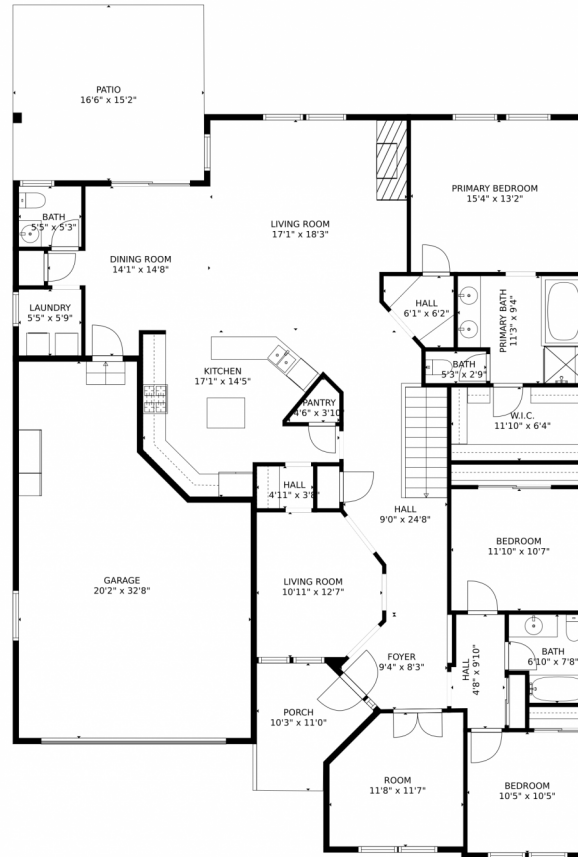 PATIO
16'6" x 15'2"
PRIMARY BEDROOM
15'4" x 13'2"
LIVING ROOM
17'1" x 18'3"
BATH
5'5" x 5'3"
DINING ROOM
14'1" x 14'8"
HALL
6'1" x 6'2"
PRIMARY BATH
11'3" x 9'4"
LAUNDRY
5'5" x 5'9"
BATH
5'3" x 2'9"
KITCHEN
17'1" x 14'5"
PANTRY
4'6" x 3'10"
W.I.C.
11'10" x 6'4"
HALL
4'11" x 3'8"
HALL
9'0" x 24'8"
BEDROOM
11'10" x 10'7"
GARAGE
20'2" x 32'8"
LIVING ROOM
10'11" x 12'7"
FOYER
9'4" x 8'3"
HALL
4'8" x 9'10"
BATH
6'10" x 7'8"
PORCH
10'3" x 11'0"
ROOM
11'8" x 11'7"
BEDROOM
10'5" x 10'5"